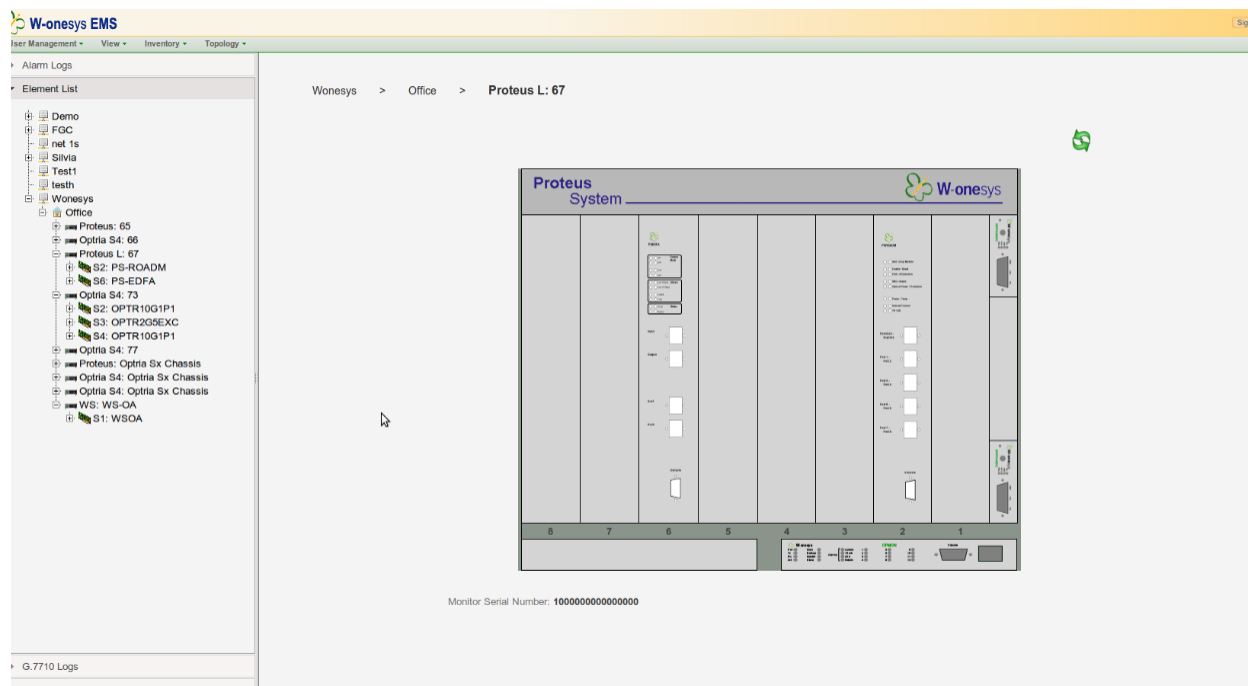 W-onesys EMS
Sig
User Management View Inventory Topology
Alarm Logs
Element List
Wonesys > Office > Proteus L: 67
Demo
FGC
net 1s
Silvia
Test1
testh
Wonesys
Office
Proteus: 65
Optria S4: 66
Proteus L: 67
S2: PS-ROADM
S6: PS-EDFA
Optria S4: 73
S2: OPTR10G1P1
S3: OPTR2G5EXC
S4: OPTR10G1P1
Optria S4: 77
Proteus: Optria Sx Chassis
Optria S4: Optria Sx Chassis
Optria S4: Optria Sx Chassis
WS: WS-OA
S1: WSOA
Proteus
System
W-onesys
8 7 6 5 4 3 2 1
Monitor Serial Number: 1000000000000000
G.7710 Logs